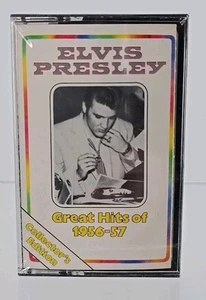 ELVIS
PRESLEY
Great Hits of
1956-57
Collector's
Edition